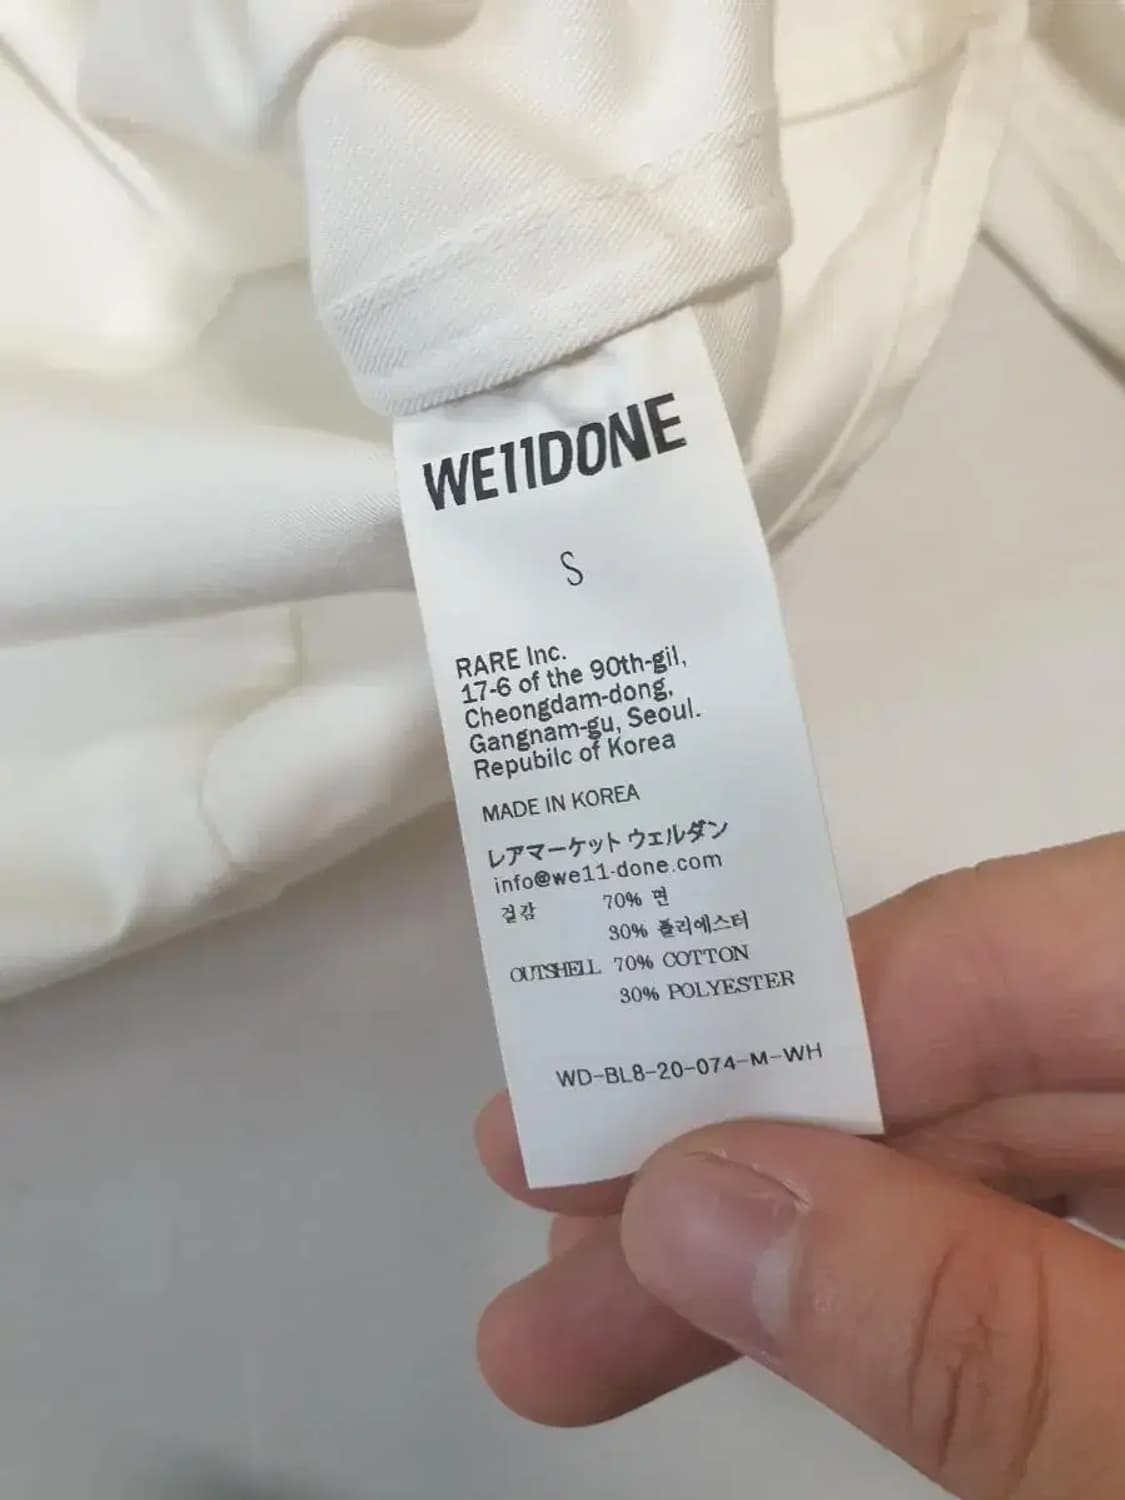 WE11DONE
S
RARE Inc.
17-6 of the 90th-gil,
Cheongdam-dong,
Gangnam-gu, Seoul.
Repubilc of Korea
MADE IN KOREA
レアマーケット ウェルダン
info@we11-done.com
겉감 70% 면
30% 폴리에스터
OUTSHELL 70% COTTON
30% POLYESTER
WD-BL8-20-074-M-WH